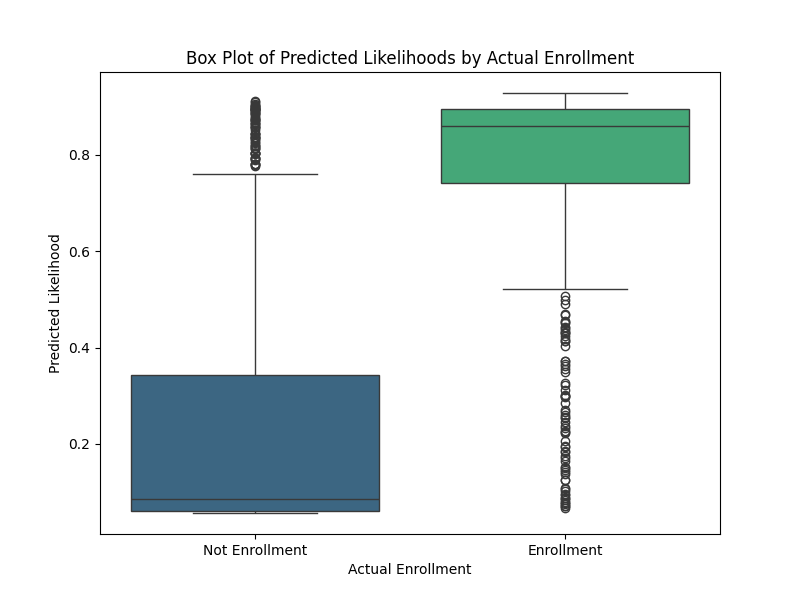 Box Plot of Predicted Likelihoods by Actual Enrollment
Predicted Likelihood
0.8
0.6
0.4
0.2
Not Enrollment
Enrollment
Actual Enrollment